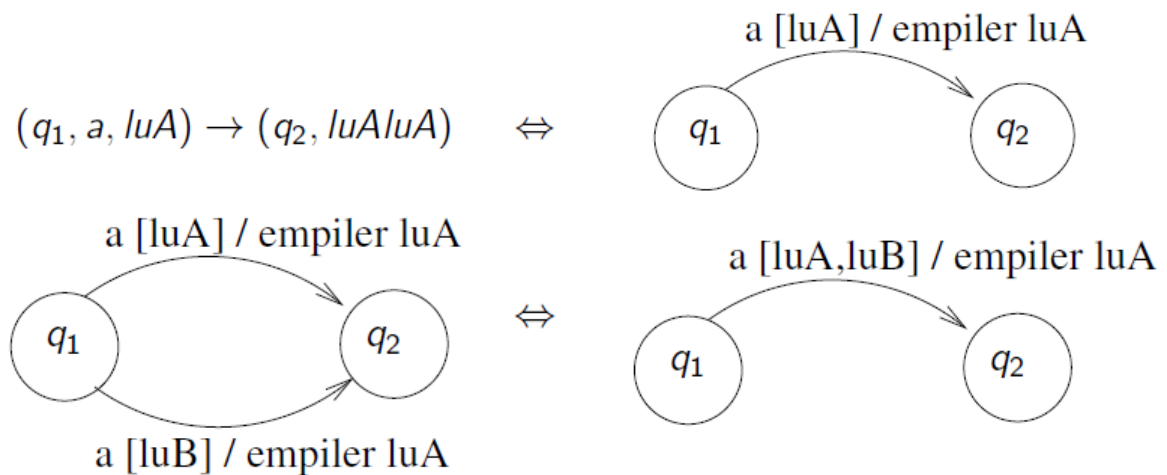 a [luA] / empiler luA
(q₁, a, luA) → (q₂, luAluA) ⇔ q₁ q₂
a [luA] / empiler luA
a [luA,luB] / empiler luA
q₁ q₂ ⇔ q₁ q₂
a [luB] / empiler luA